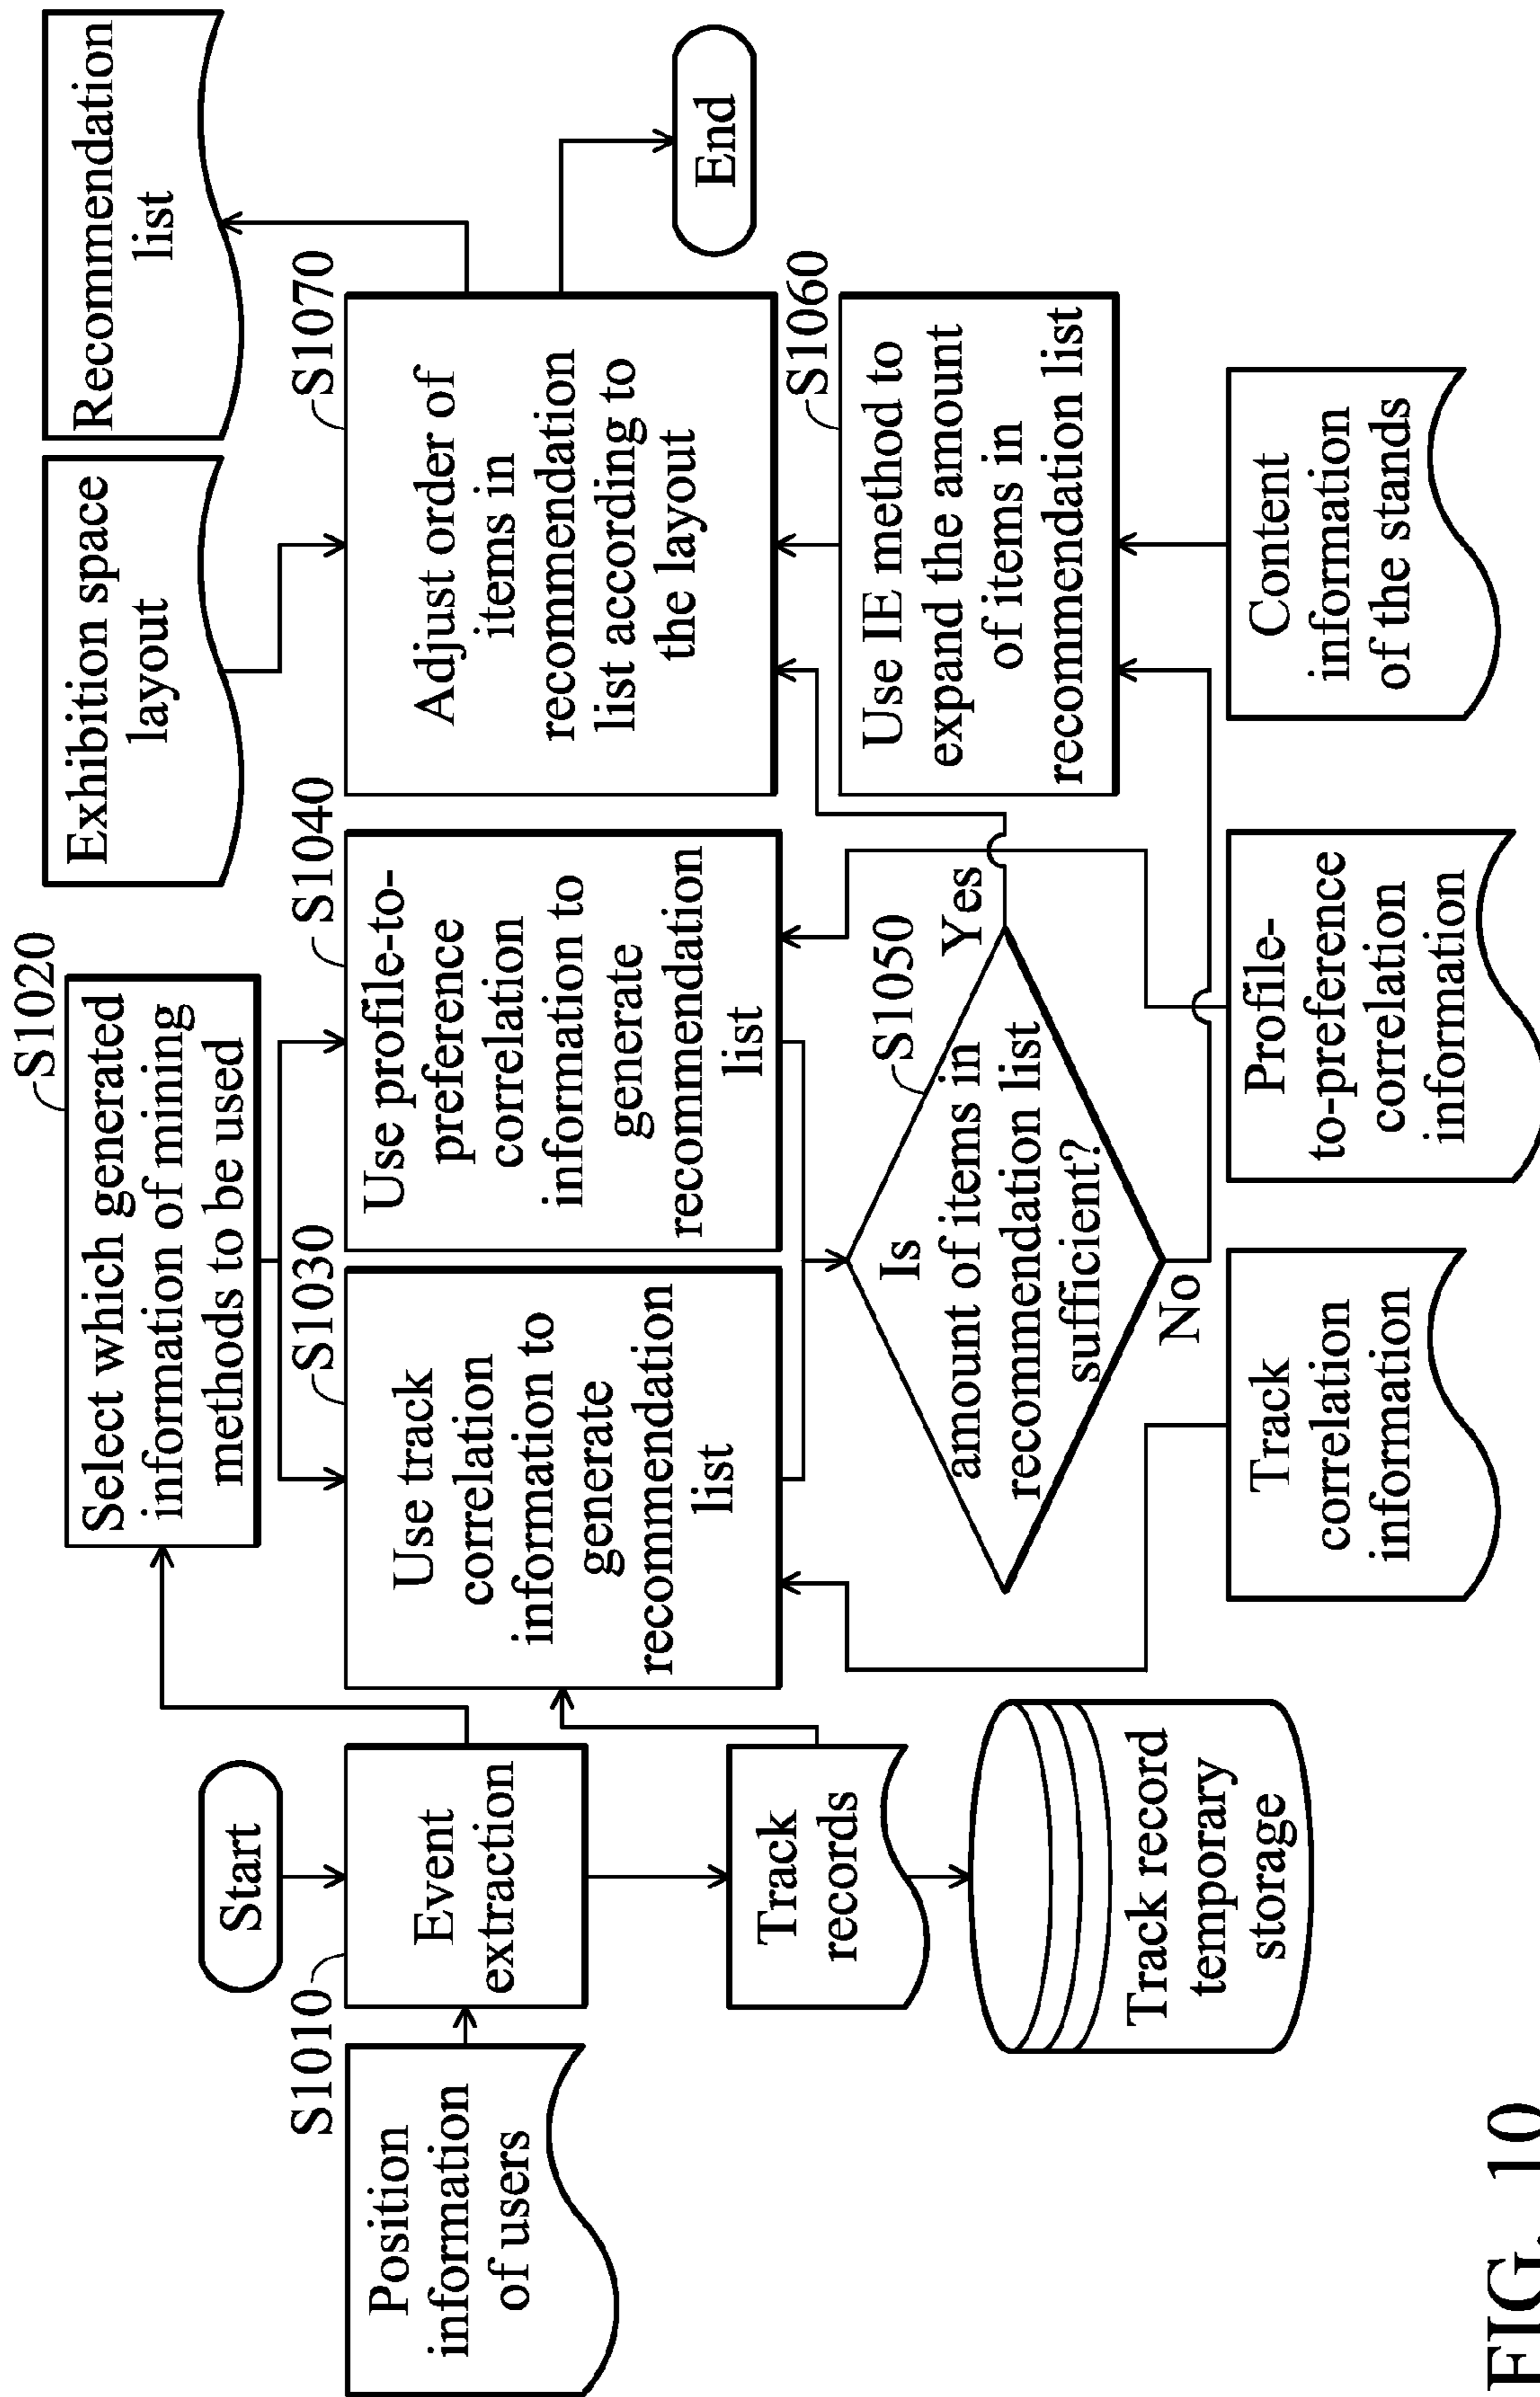 Start
S1010
Position
information
of users
Event
extraction
Track
records
Track record
temporary
storage
S1020
Select which generated
information of mining
methods to be used
S1030
Use track
correlation
information to
generate
recommendation
list
S1040
Use profile-to-
preference
correlation
information to
generate
recommendation
list
S1050
Is
amount of items in
recommendation list
sufficient?
Yes
No
Track
correlation
information
Profile-
to-preference
correlation
information
Exhibition space
layout
Recommendation
list
S1070
Adjust order of
items in
recommendation
list according to
the layout
End
S1060
Use IE method to
expand the amount
of items in
recommendation list
Content
information
of the stands
FIG. 10